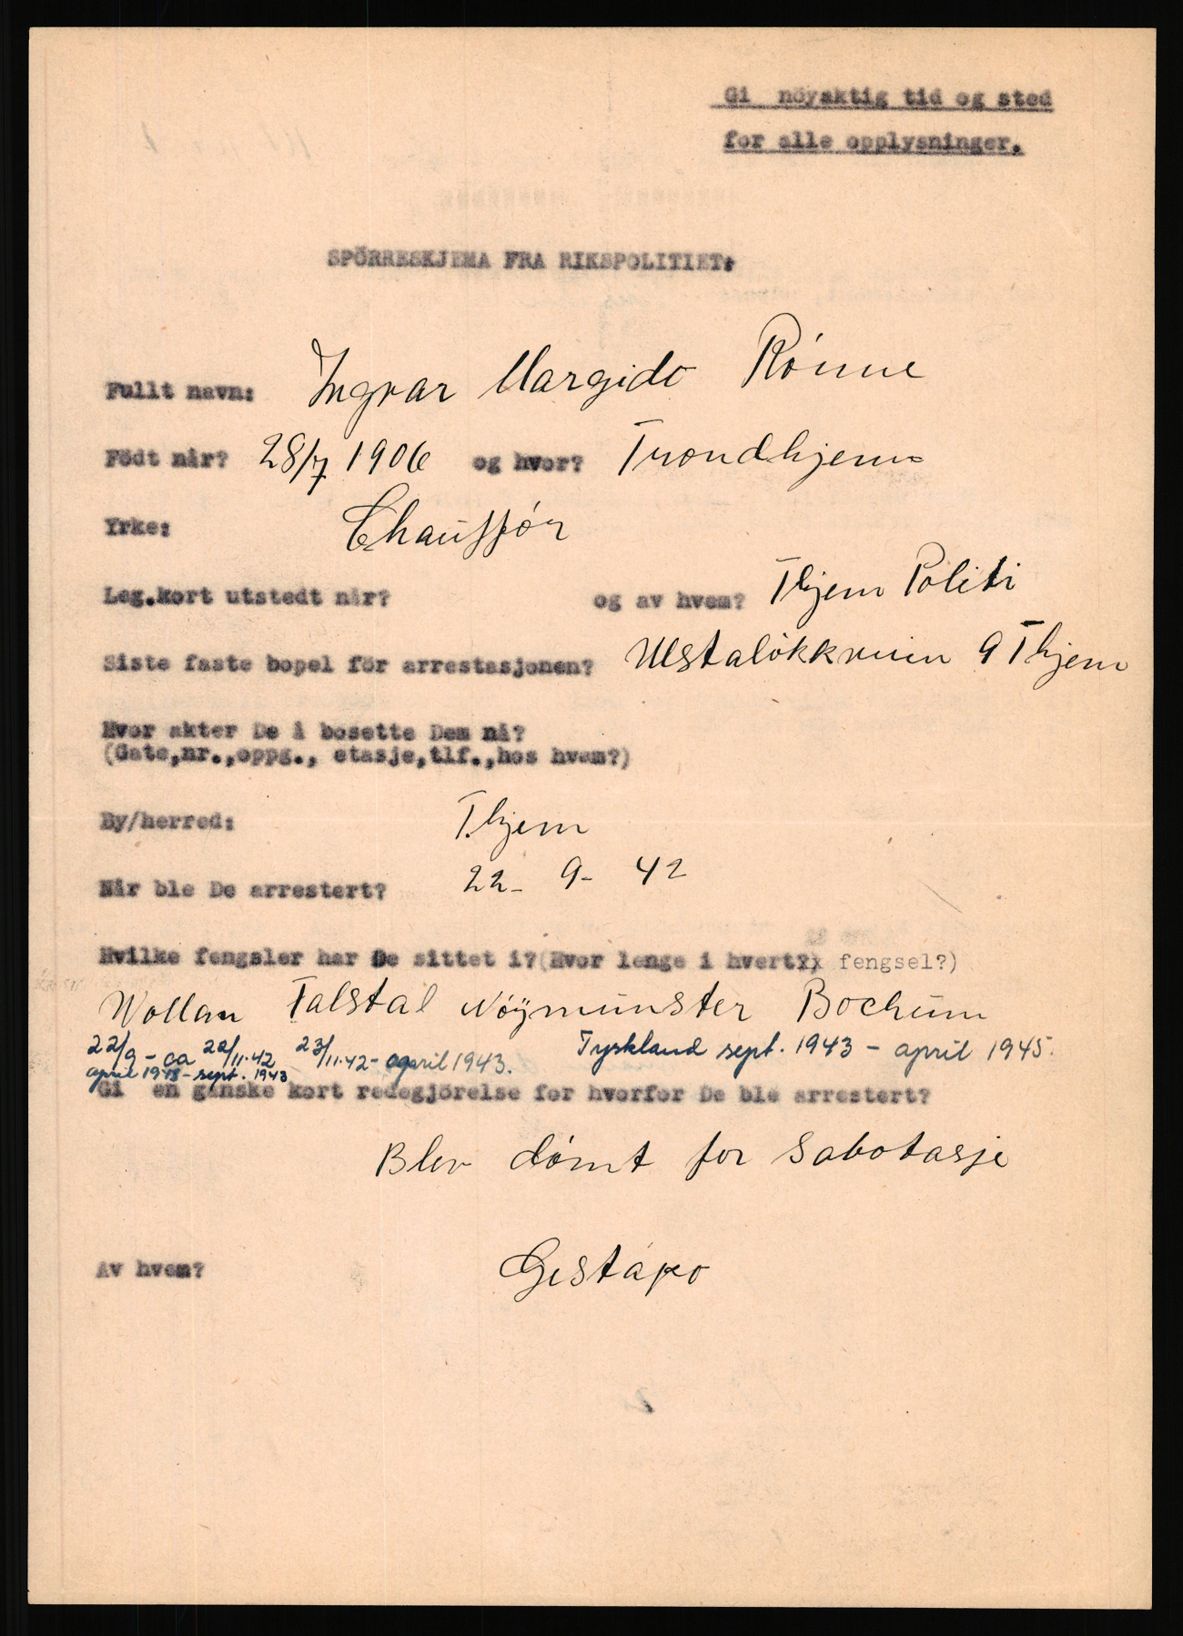 Gi nöyaktig tid og sted
for alle opplysninger.
SPÖRRESKJEMA FRA RIKSPOLITIET:
Fullt navn: Ingvar Margido Rónne
Födt når? 28/7 1906 og hvor? Trondhjem
Yrke: Chaufför
Leg.kort utstedt når? og av hvem? Thjem Politi
Siste faste bopel för arrestasjonen? Ulstaløkkveien 9 Thjem
Hvor akter De å bosette Dem nå?
(Gate,nr.,oppg., etasje,tlf.,hos hvem?)
By/herred: T.hjem
Når ble De arrestert? 22- 9- 42
Hvilke fengsler har De sittet i?(Hvor lenge i hvert?) fengsel?)
Wollan Falstal Nöymunster Bochum
22/9 - ca 22/11.42 23/11.42 - april 1943. Tyskland sept. 1943 - april 1945.
april 1943 - sept. 1943
Gi en ganske kort redegjörelse for hvorfor De ble arrestert?
Blev dömt for Sabotasje
Av hvem? Gestapo